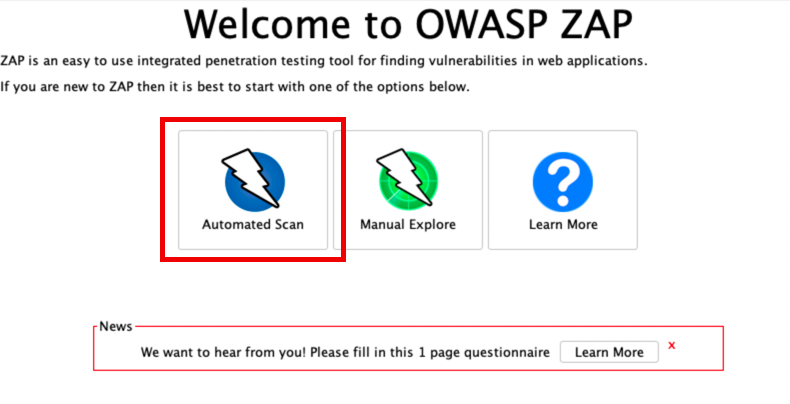 Welcome to OWASP ZAP
ZAP is an easy to use integrated penetration testing tool for finding vulnerabilities in web applications.
If you are new to ZAP then it is best to start with one of the options below.
Automated Scan
Manual Explore
Learn More
News
We want to hear from you! Please fill in this 1 page questionnaire Learn More x